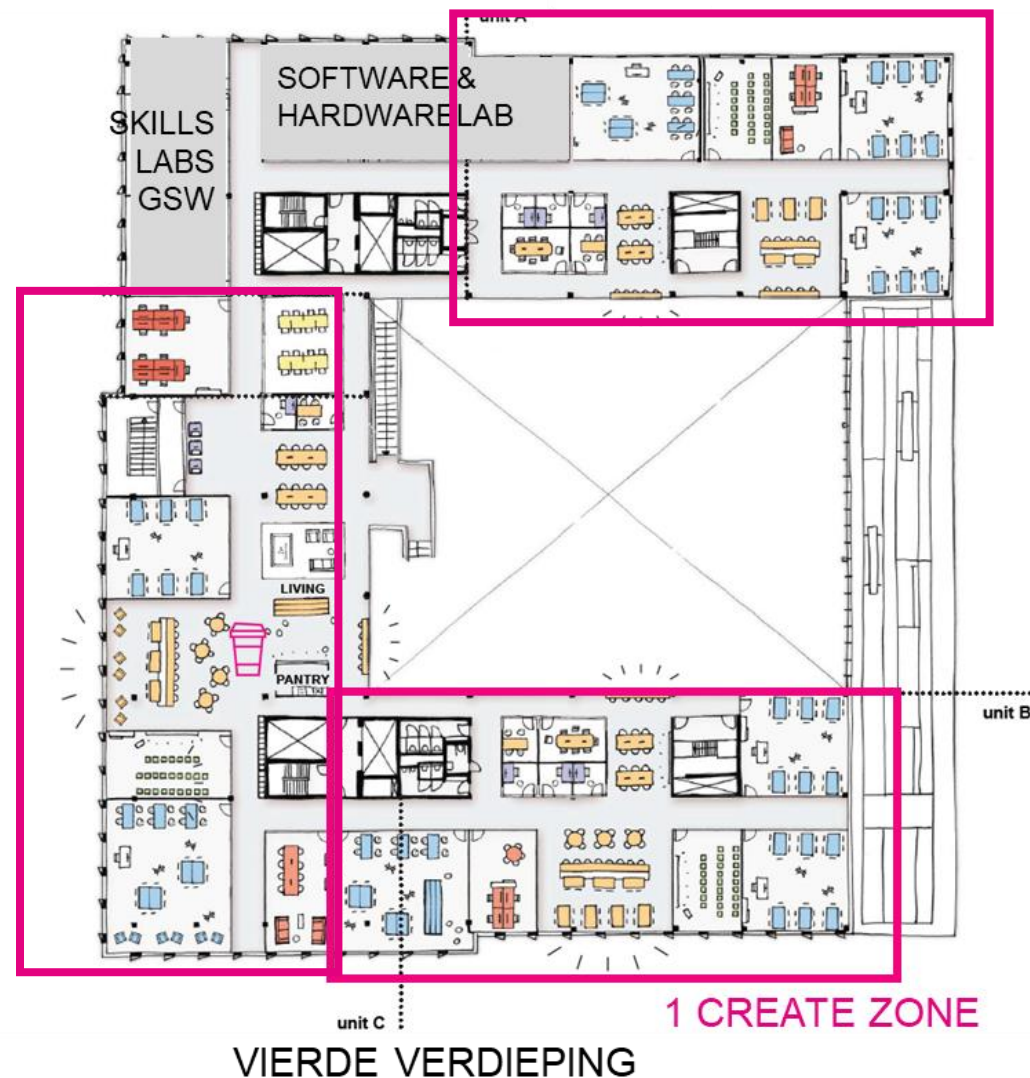 unit A
SOFTWARE &
HARDWARELAB
SKILLS
LABS
GSW
LIVING
PANTRY
unit B
unit C
1 CREATE ZONE
VIERDE VERDIEPING